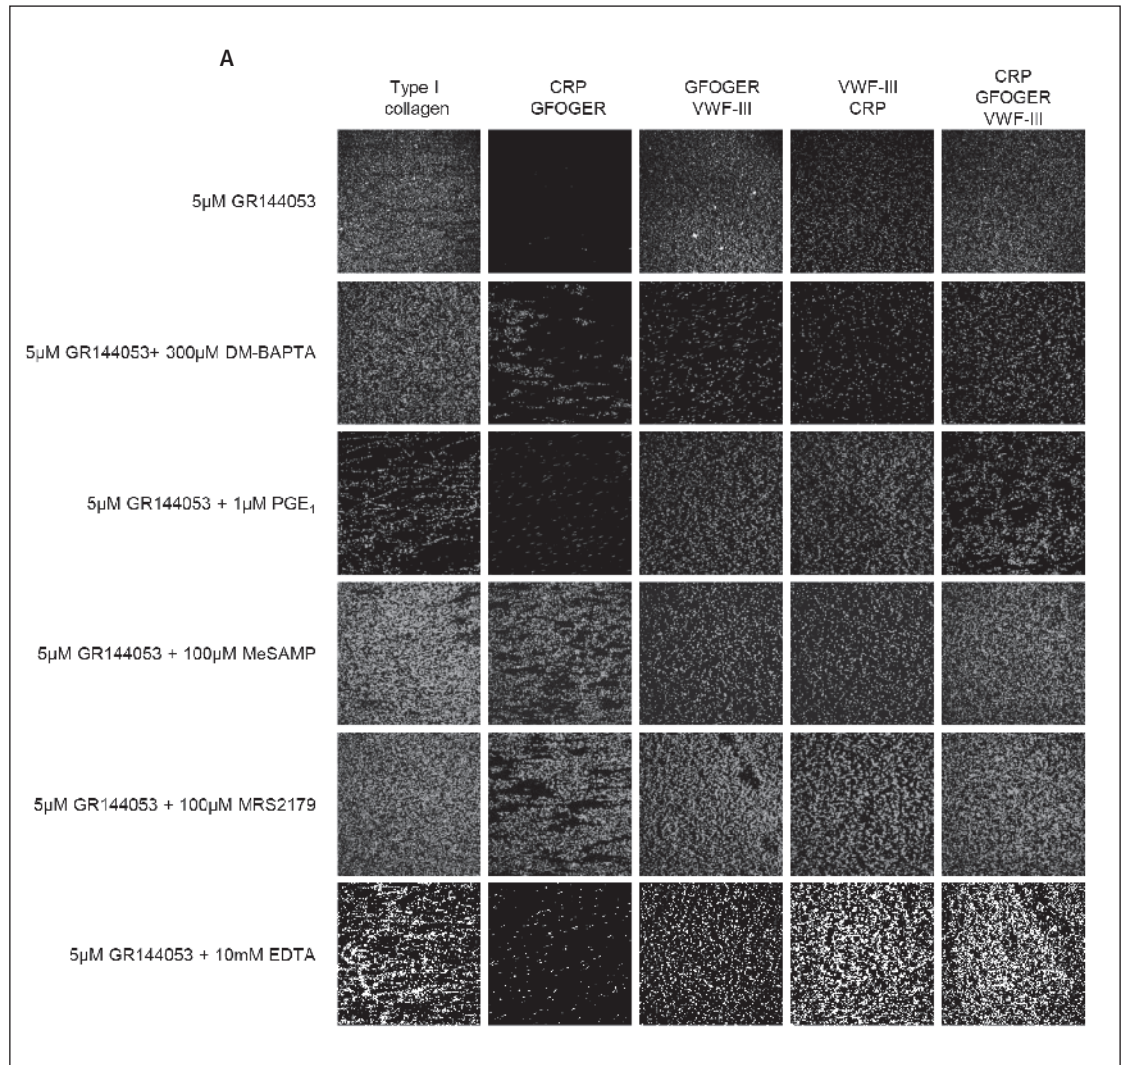 A
Type I
collagen
CRP
GFOGER
GFOGER
VWF-III
VWF-III
CRP
CRP
GFOGER
VWF-III
5µM GR144053
5µM GR144053+ 300µM DM-BAPTA
5µM GR144053 + 1µM PGE₁
5µM GR144053 + 100µM MeSAMP
5µM GR144053 + 100µM MRS2179
5µM GR144053 + 10mM EDTA